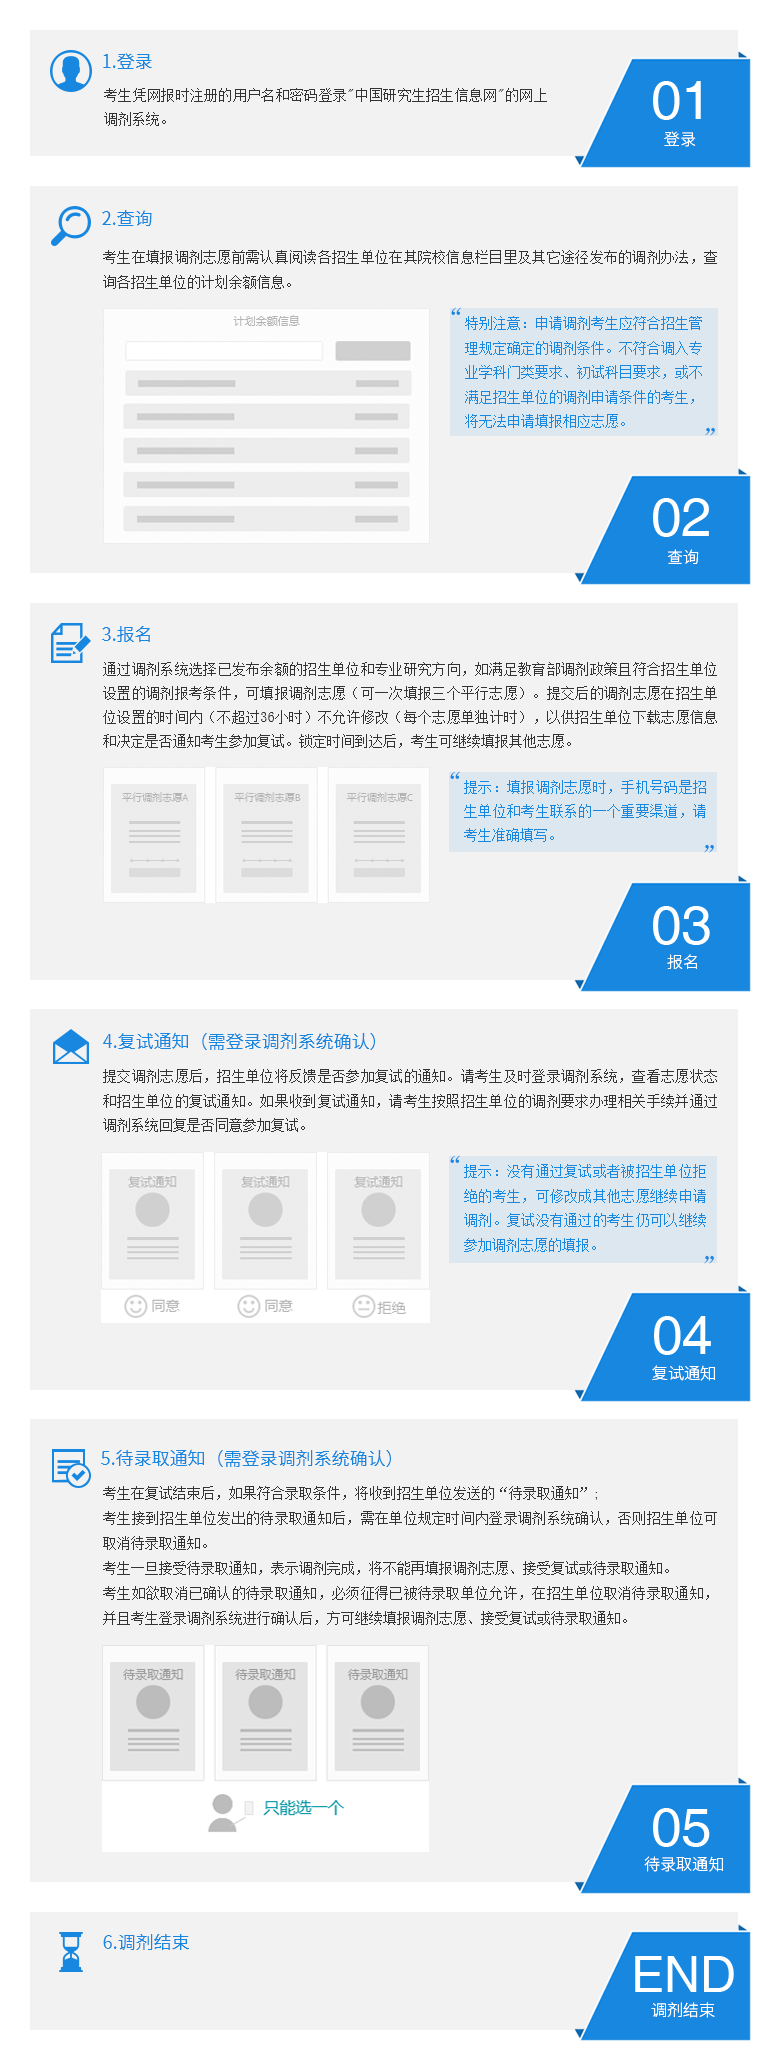 1.登录
考生凭网报时注册的用户名和密码登录"中国研究生招生信息网"的网上
调剂系统。
01
登录
2.查询
考生在填报调剂志愿前需认真阅读各招生单位在其院校信息栏目里及其它途径发布的调剂办法，查
询各招生单位的计划余额信息。
计划余额信息
“特别注意：申请调剂考生应符合招生管
理规定确定的调剂条件。不符合调入专
业学科门类要求、初试科目要求，或不
满足招生单位的调剂申请条件的考生，
将无法申请填报相应志愿。”
02
查询
3.报名
通过调剂系统选择已发布余额的招生单位和专业研究方向，如满足教育部调剂政策且符合招生单位
设置的调剂报考条件，可填报调剂志愿（可一次填报三个平行志愿）。提交后的调剂志愿在招生单
位设置的时间内（不超过36小时）不允许修改（每个志愿单独计时），以供招生单位下载志愿信息
和决定是否通知考生参加复试。锁定时间到达后，考生可继续填报其他志愿。
平行调剂志愿A
平行调剂志愿B
平行调剂志愿C
“提示：填报调剂志愿时，手机号码是招
生单位和考生联系的一个重要渠道，请
考生准确填写。”
03
报名
4.复试通知（需登录调剂系统确认）
提交调剂志愿后，招生单位将反馈是否参加复试的通知。请考生及时登录调剂系统，查看志愿状态
和招生单位的复试通知。如果收到复试通知，请考生按照招生单位的调剂要求办理相关手续并通过
调剂系统回复是否同意参加复试。
复试通知
复试通知
复试通知
同意
同意
拒绝
“提示：没有通过复试或者被招生单位拒
绝的考生，可修改成其他志愿继续申请
调剂。复试没有通过的考生仍可以继续
参加调剂志愿的填报。”
04
复试通知
5.待录取通知（需登录调剂系统确认）
考生在复试结束后，如果符合录取条件，将收到招生单位发送的“待录取通知”；
考生接到招生单位发出的待录取通知后，需在单位规定时间内登录调剂系统确认，否则招生单位可
取消待录取通知。
考生一旦接受待录取通知，表示调剂完成，将不能再填报调剂志愿、接受复试或待录取通知。
考生如欲取消已确认的待录取通知，必须征得已被待录取单位允许，在招生单位取消待录取通知，
并且考生登录调剂系统进行确认后，方可继续填报调剂志愿、接受复试或待录取通知。
待录取通知
待录取通知
待录取通知
只能选一个
05
待录取通知
6.调剂结束
END
调剂结束